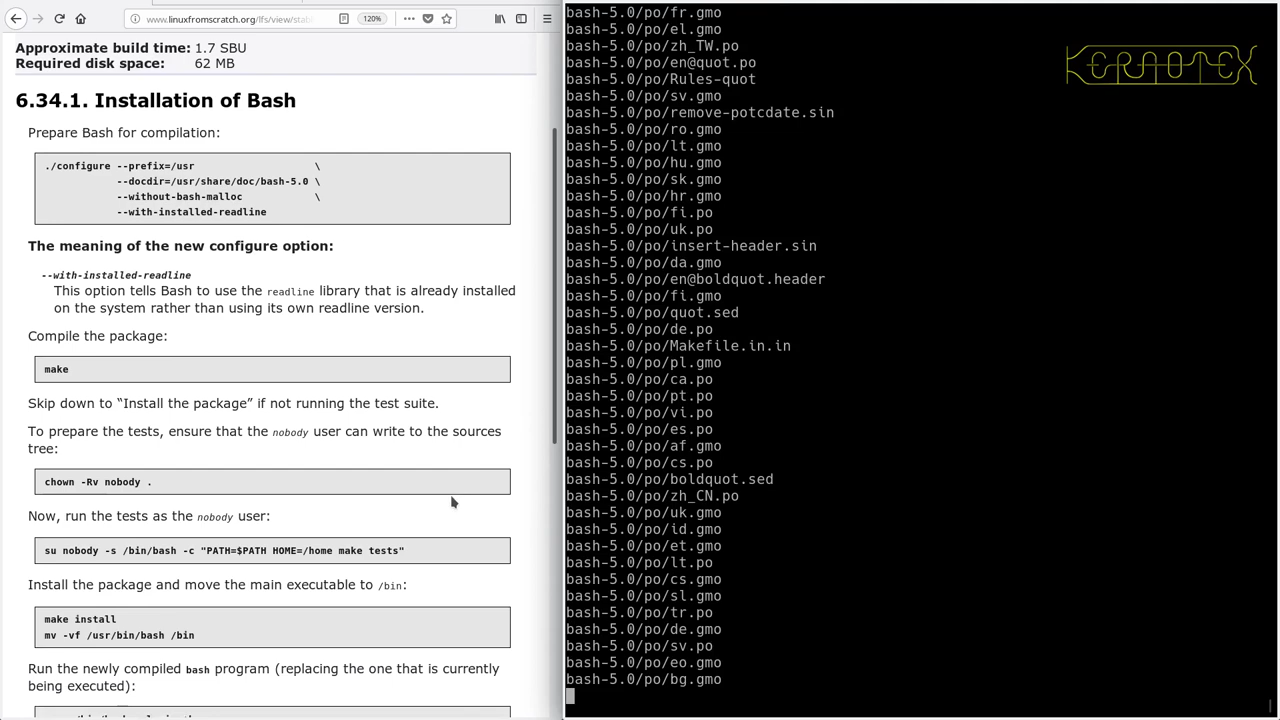 www.linuxfromscratch.org/lfs/view/stab
120%
Approximate build time: 1.7 SBU
Required disk space: 62 MB
6.34.1. Installation of Bash
Prepare Bash for compilation:
./configure --prefix=/usr \
--docdir=/usr/share/doc/bash-5.0 \
--without-bash-malloc \
--with-installed-readline
The meaning of the new configure option:
--with-installed-readline
This option tells Bash to use the readline library that is already installed
on the system rather than using its own readline version.
Compile the package:
make
Skip down to “Install the package” if not running the test suite.
To prepare the tests, ensure that the nobody user can write to the sources
tree:
chown -Rv nobody .
Now, run the tests as the nobody user:
su nobody -s /bin/bash -c "PATH=$PATH HOME=/home make tests"
Install the package and move the main executable to /bin:
make install
mv -vf /usr/bin/bash /bin
Run the newly compiled bash program (replacing the one that is currently
being executed):
bash-5.0/po/fr.gmo
bash-5.0/po/el.gmo
bash-5.0/po/zh_TW.po
bash-5.0/po/en@quot.po
bash-5.0/po/Rules-quot
bash-5.0/po/sv.gmo
bash-5.0/po/remove-potcdate.sin
bash-5.0/po/ro.gmo
bash-5.0/po/lt.gmo
bash-5.0/po/hu.gmo
bash-5.0/po/sk.gmo
bash-5.0/po/hr.gmo
bash-5.0/po/fi.po
bash-5.0/po/uk.po
bash-5.0/po/insert-header.sin
bash-5.0/po/da.gmo
bash-5.0/po/en@boldquot.header
bash-5.0/po/fi.gmo
bash-5.0/po/quot.sed
bash-5.0/po/de.po
bash-5.0/po/Makefile.in.in
bash-5.0/po/pl.gmo
bash-5.0/po/ca.po
bash-5.0/po/pt.po
bash-5.0/po/vi.po
bash-5.0/po/es.po
bash-5.0/po/af.gmo
bash-5.0/po/cs.po
bash-5.0/po/boldquot.sed
bash-5.0/po/zh_CN.po
bash-5.0/po/uk.gmo
bash-5.0/po/id.gmo
bash-5.0/po/et.gmo
bash-5.0/po/lt.po
bash-5.0/po/cs.gmo
bash-5.0/po/sl.gmo
bash-5.0/po/tr.po
bash-5.0/po/de.gmo
bash-5.0/po/sv.po
bash-5.0/po/eo.gmo
bash-5.0/po/bg.gmo
KERAOTEX